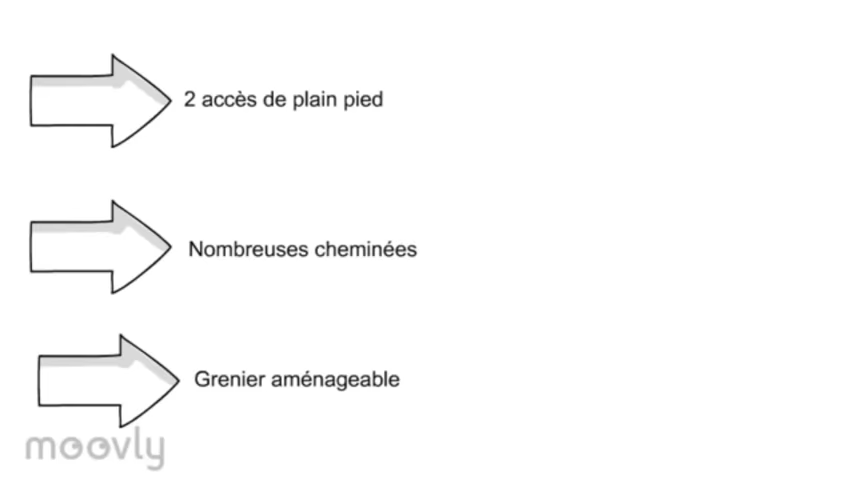 2 accès de plain pied
Nombreuses cheminées
Grenier aménageable
moovly